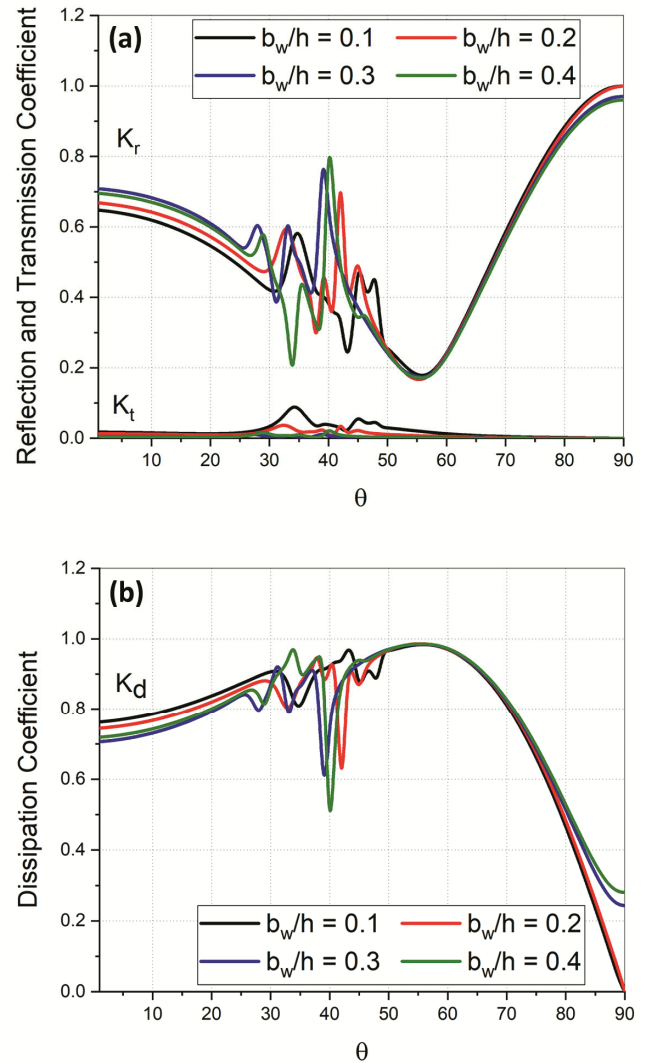 (a)
b_w/h = 0.1 b_w/h = 0.2
b_w/h = 0.3 b_w/h = 0.4
K_r
K_t
Reflection and Transmission Coefficient
1.2
1.0
0.8
0.6
0.4
0.2
0.0
10 20 30 40 50 60 70 80 90
θ
(b)
K_d
Dissipation Coefficient
1.2
1.0
0.8
0.6
0.4
0.2
0.0
b_w/h = 0.1 b_w/h = 0.2
b_w/h = 0.3 b_w/h = 0.4
10 20 30 40 50 60 70 80 90
θ